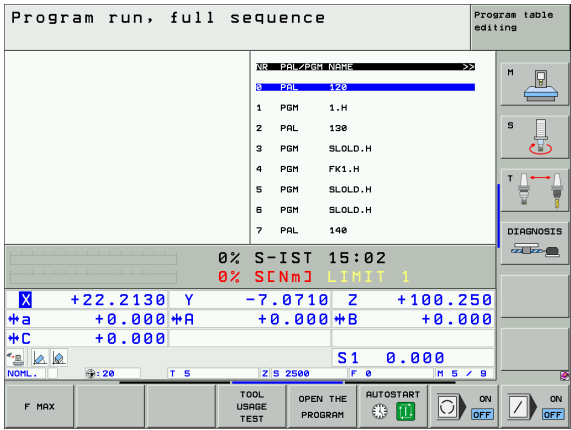 Program run, full sequence
Program table
editing
NR PAL/PGM NAME >>
0 PAL 120
1 PGM 1.H
2 PAL 130
3 PGM SLOLD.H
4 PGM FK1.H
5 PGM SLOLD.H
6 PGM SLOLD.H
7 PAL 140
M
S
T
DIAGNOSIS
0% S-IST 15:02
0% S[Nm] LIMIT 1
X +22.2130 Y -7.0710 Z +100.250
a +0.000 A +0.000 B +0.000
C +0.000
S1 0.000
NOML. :20 T 5 Z S 2500 F 0 M 5 / 9
F MAX
TOOL
USAGE
TEST
OPEN THE
PROGRAM
AUTOSTART
ON
OFF
ON
OFF